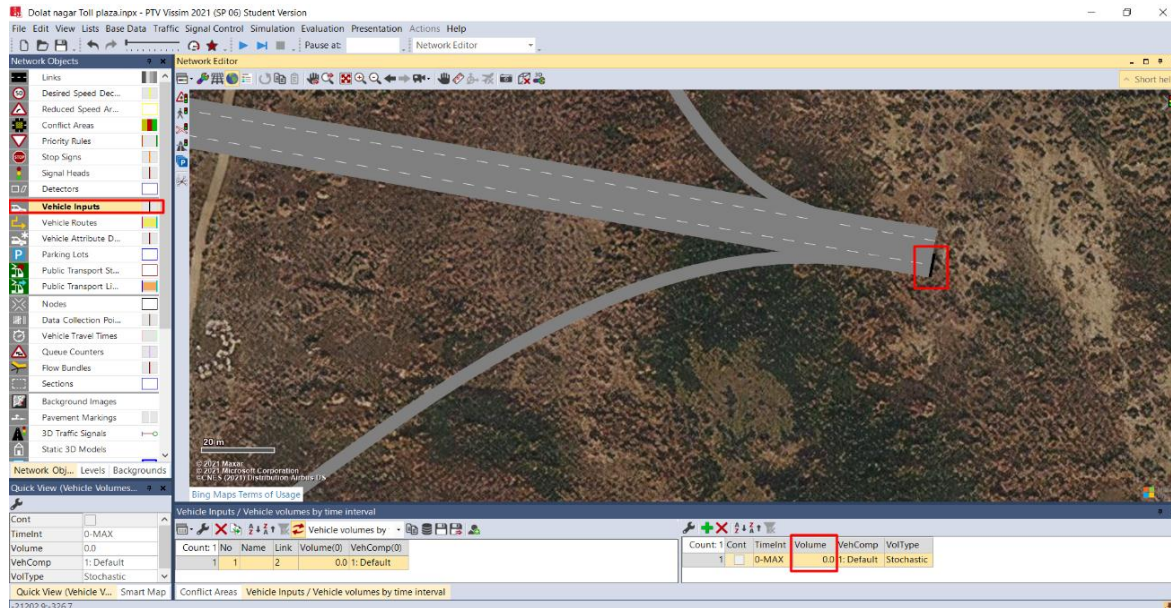 Dolat nagar Toll plaza.inpx - PTV Vissim 2021 (SP 06) Student Version
File Edit View Lists Base Data Traffic Signal Control Simulation Evaluation Presentation Actions Help
Pause at: Network Editor
Network Objects
Network Editor
Short hel
Links
Desired Speed Dec...
Reduced Speed Ar...
Conflict Areas
Priority Rules
Stop Signs
Signal Heads
Detectors
Vehicle Inputs
Vehicle Routes
Vehicle Attribute D...
Parking Lots
Public Transport St...
Public Transport Li...
Nodes
Data Collection Poi...
Vehicle Travel Times
Queue Counters
Flow Bundles
Sections
Background Images
Pavement Markings
3D Traffic Signals
Static 3D Models
Network Obj... Levels Backgrounds
20 m
© 2021 Maxar
© 2021 Microsoft Corporation
©CNES (2021) Distribution Airbus DS
Bing Maps Terms of Usage
Quick View (Vehicle Volumes...
Cont
TimeInt 0-MAX
Volume 0.0
VehComp 1: Default
VolType Stochastic
Quick View (Vehicle V... Smart Map
Vehicle Inputs / Vehicle volumes by time interval
Vehicle volumes by
Count: 1 No Name Link Volume(0) VehComp(0)
1 1 2 0.0 1: Default
Count: 1 Cont TimeInt Volume VehComp VolType
1 0-MAX 0.0 1: Default Stochastic
Conflict Areas Vehicle Inputs / Vehicle volumes by time interval
-21202.9:-326.7